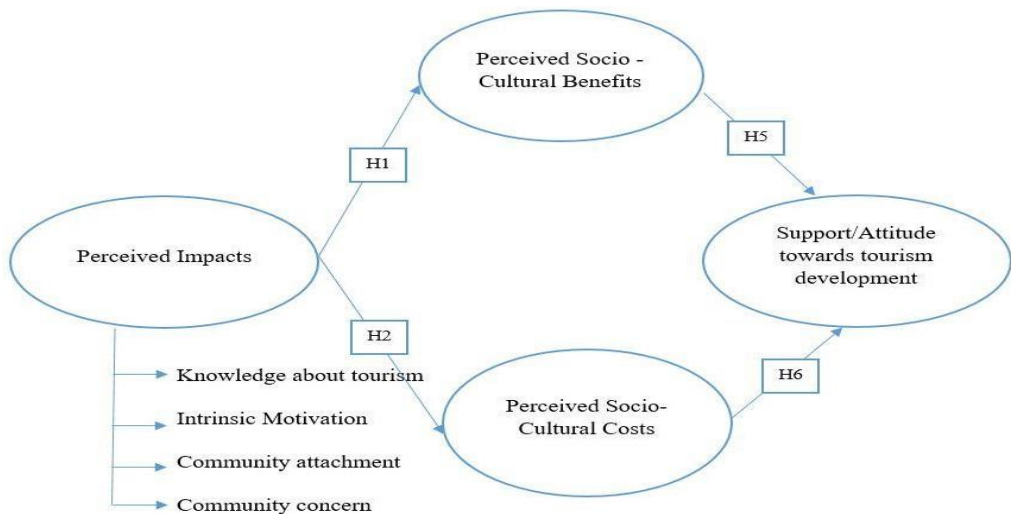 Perceived Socio -
Cultural Benefits
H1
H5
Perceived Impacts
Support/Attitude
towards tourism
development
H2
Knowledge about tourism
Intrinsic Motivation
Community attachment
Community concern
Perceived Socio-
Cultural Costs
H6